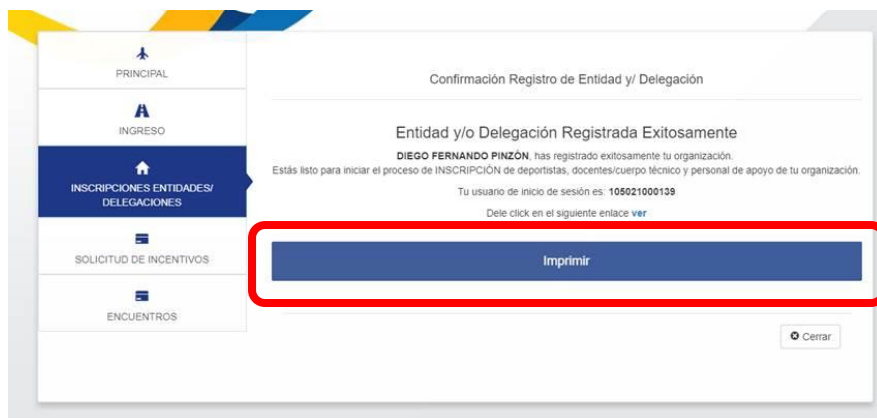 PRINCIPAL
INGRESO
INSCRIPCIONES ENTIDADES/
DELEGACIONES
SOLICITUD DE INCENTIVOS
ENCUENTROS
Confirmación Registro de Entidad y/ Delegación
Entidad y/o Delegación Registrada Exitosamente
DIEGO FERNANDO PINZÓN, has registrado exitosamente tu organización.
Estás listo para iniciar el proceso de INSCRIPCIÓN de deportistas, docentes/cuerpo técnico y personal de apoyo de tu organización.
Tu usuario de inicio de sesión es: 105021000139
Dele click en el siguiente enlace ver
Imprimir
Cerrar